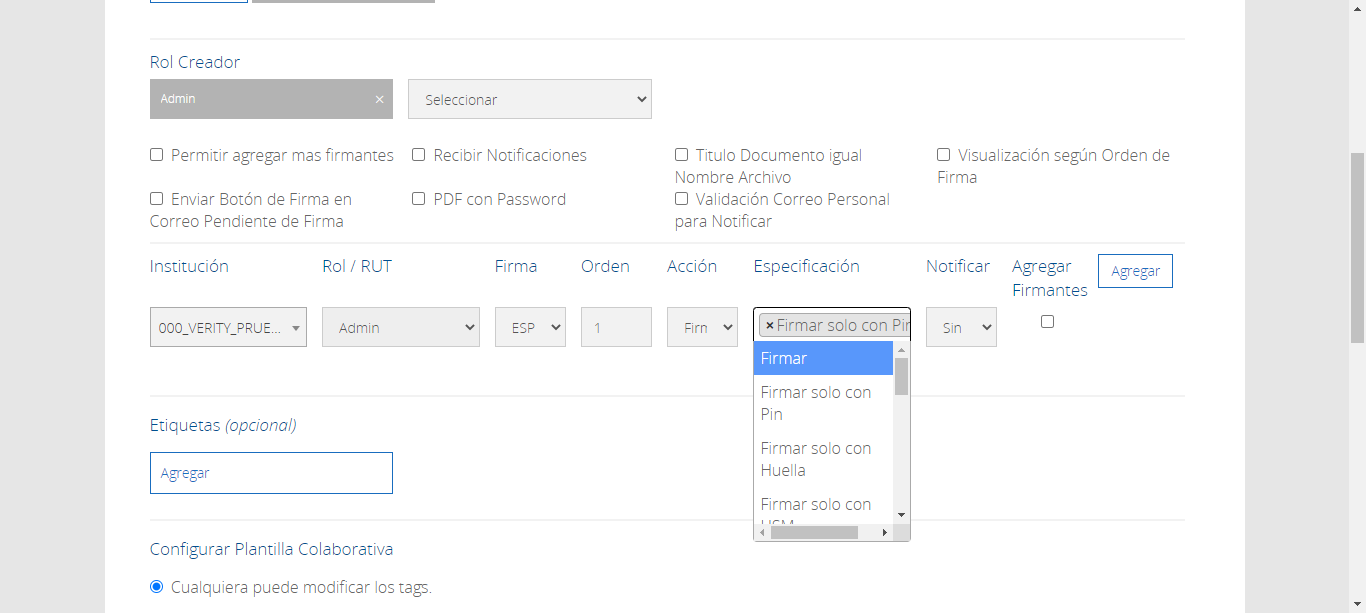 Rol Creador
Admin ×
Seleccionar
Permitir agregar mas firmantes
Recibir Notificaciones
Titulo Documento igual
Nombre Archivo
Visualización según Orden de
Firma
Enviar Botón de Firma en
Correo Pendiente de Firma
PDF con Password
Validación Correo Personal
para Notificar
Institución
Rol / RUT
Firma
Orden
Acción
Especificación
Notificar
Agregar
Firmantes
Agregar
000_VERITY_PRUE...
Admin
ESP
1
Firn
× Firmar solo con Pin
Sin
Firmar
Firmar solo con
Pin
Firmar solo con
Huella
Firmar solo con
HSM
Etiquetas (opcional)
Agregar
Configurar Plantilla Colaborativa
Cualquiera puede modificar los tags.